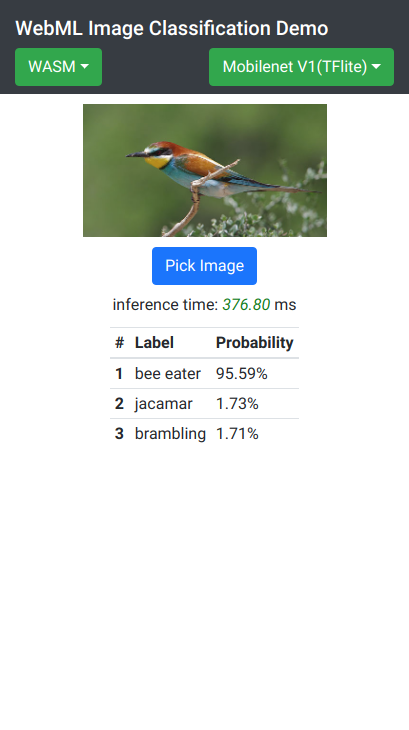 WebML Image Classification Demo
WASM
Mobilenet V1(TFlite)
Pick Image
inference time: 376.80 ms
# Label Probability
1 bee eater 95.59%
2 jacamar 1.73%
3 brambling 1.71%